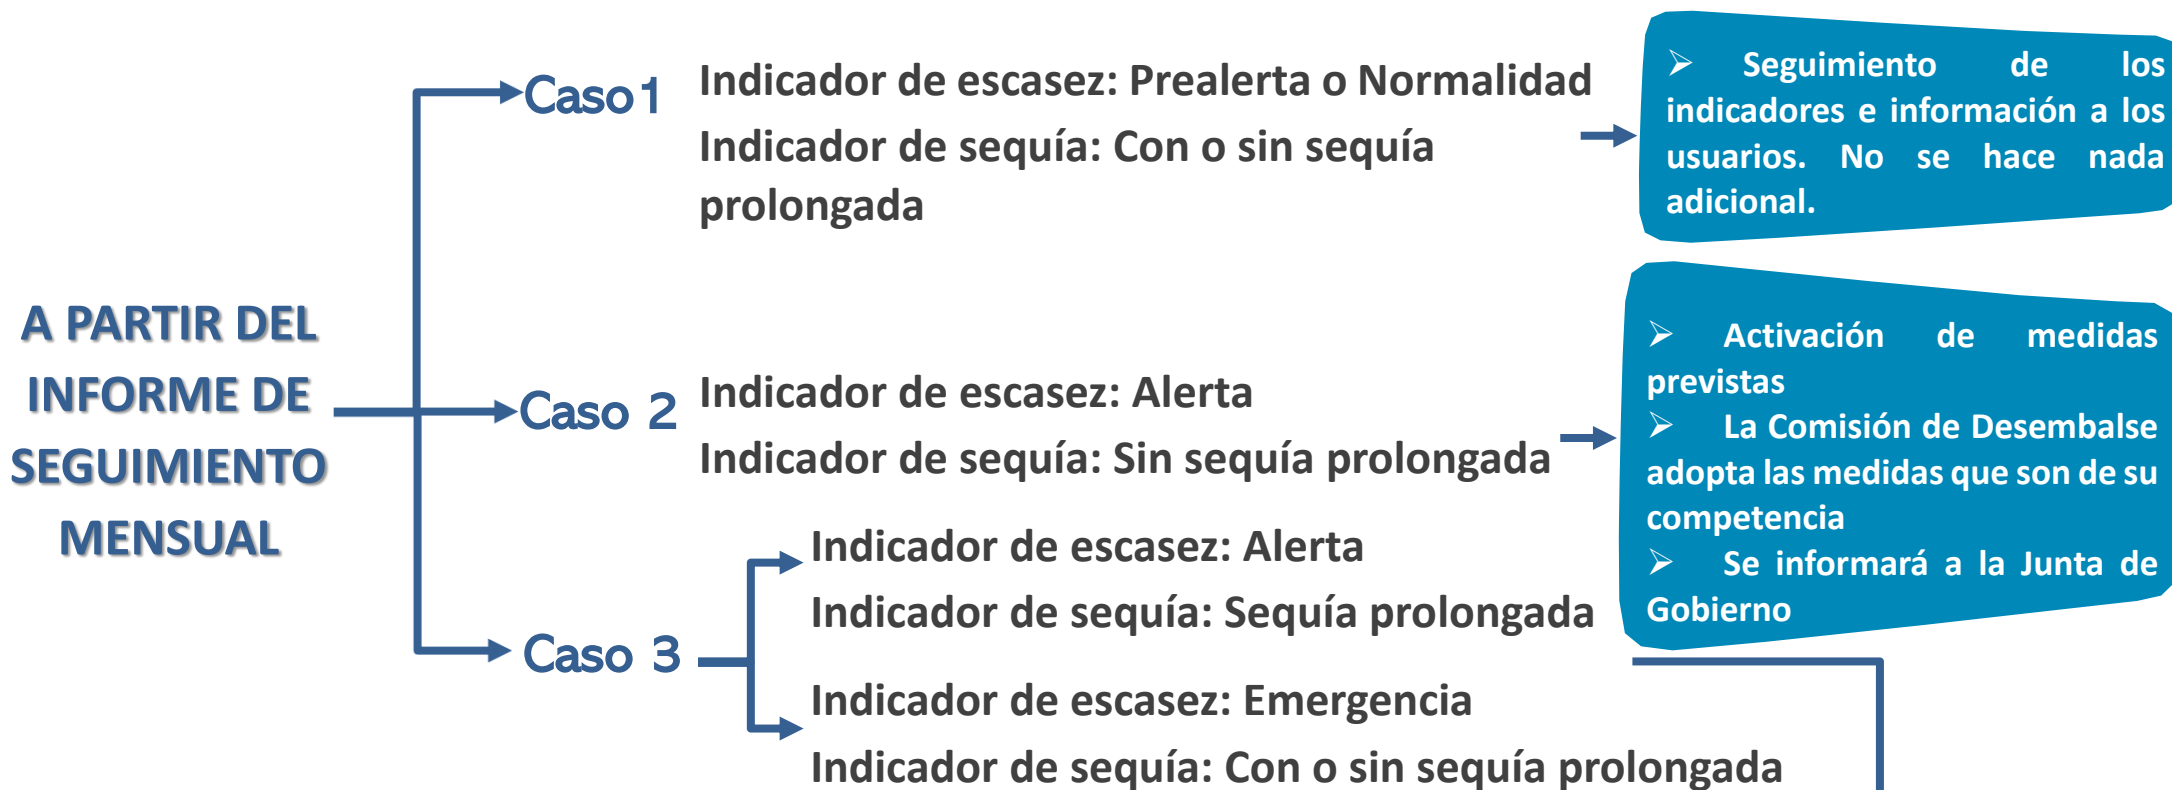 A PARTIR DEL
INFORME DE
SEGUIMIENTO
MENSUAL
Caso 1
Indicador de escasez: Prealerta o Normalidad
Indicador de sequía: Con o sin sequía
prolongada
➢ Seguimiento de los
indicadores e información a los
usuarios. No se hace nada
adicional.
Caso 2
Indicador de escasez: Alerta
Indicador de sequía: Sin sequía prolongada
➢ Activación de medidas
previstas
➢ La Comisión de Desembalse
adopta las medidas que son de su
competencia
➢ Se informará a la Junta de
Gobierno
Caso 3
Indicador de escasez: Alerta
Indicador de sequía: Sequía prolongada
Indicador de escasez: Emergencia
Indicador de sequía: Con o sin sequía prolongada